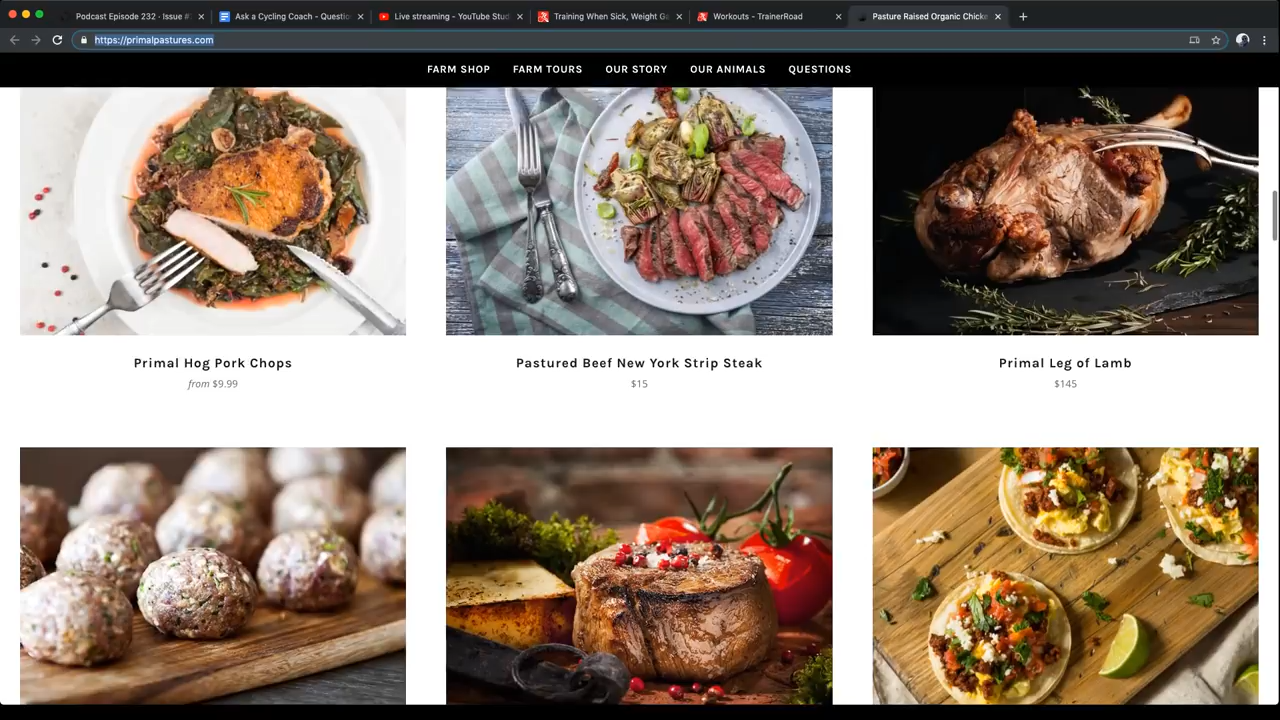 Podcast Episode 232 - Issue #
Ask a Cycling Coach - Questio
Live streaming - YouTube Stud
Training When Sick, Weight Ga
Workouts - TrainerRoad
Pasture Raised Organic Chicke
https://primalpastures.com
FARM SHOP
FARM TOURS
OUR STORY
OUR ANIMALS
QUESTIONS
Primal Hog Pork Chops
from $9.99
Pastured Beef New York Strip Steak
$15
Primal Leg of Lamb
$145